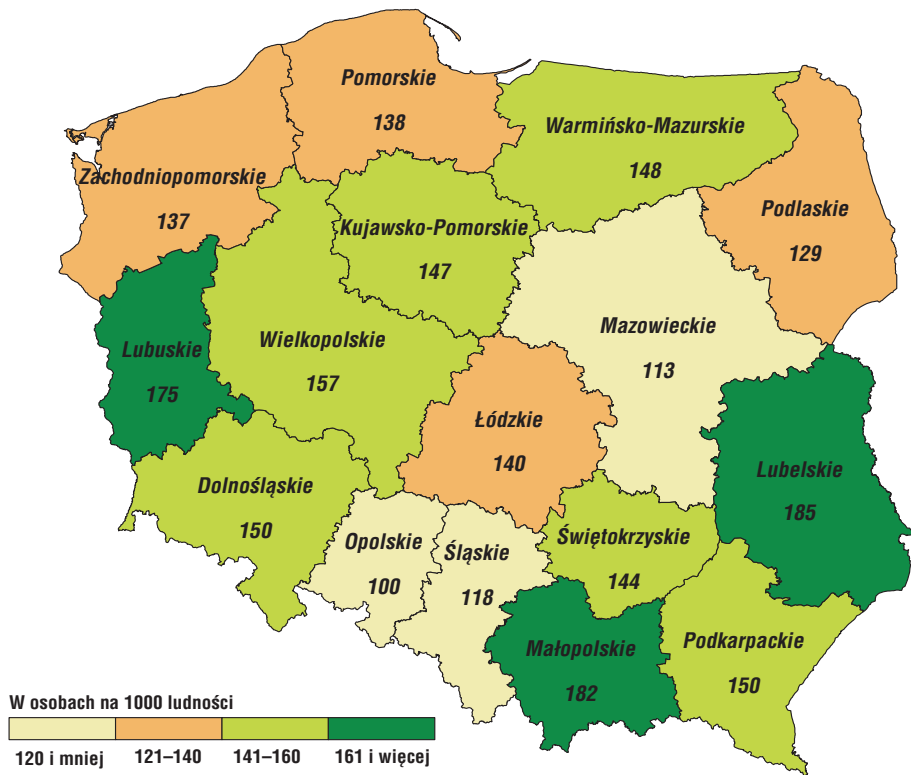 Pomorskie
138
Warmińsko-Mazurskie
148
Zachodniopomorskie
137
Podlaskie
129
Kujawsko-Pomorskie
147
Mazowieckie
113
Lubuskie
175
Wielkopolskie
157
Łódzkie
140
Lubelskie
185
Dolnośląskie
150
Opolskie
100
Śląskie
118
Świętokrzyskie
144
Małopolskie
182
Podkarpackie
150
W osobach na 1000 ludności
120 i mniej 121–140 141–160 161 i więcej